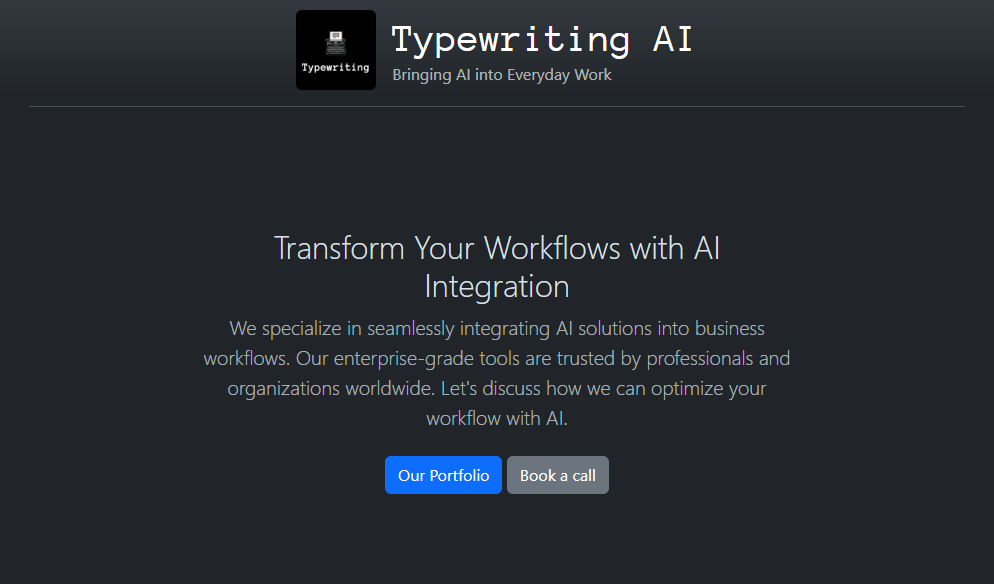 Typewriting
Typewriting AI
Bringing AI into Everyday Work
Transform Your Workflows with AI
Integration
We specialize in seamlessly integrating AI solutions into business
workflows. Our enterprise-grade tools are trusted by professionals and
organizations worldwide. Let's discuss how we can optimize your
workflow with AI.
Our Portfolio
Book a call